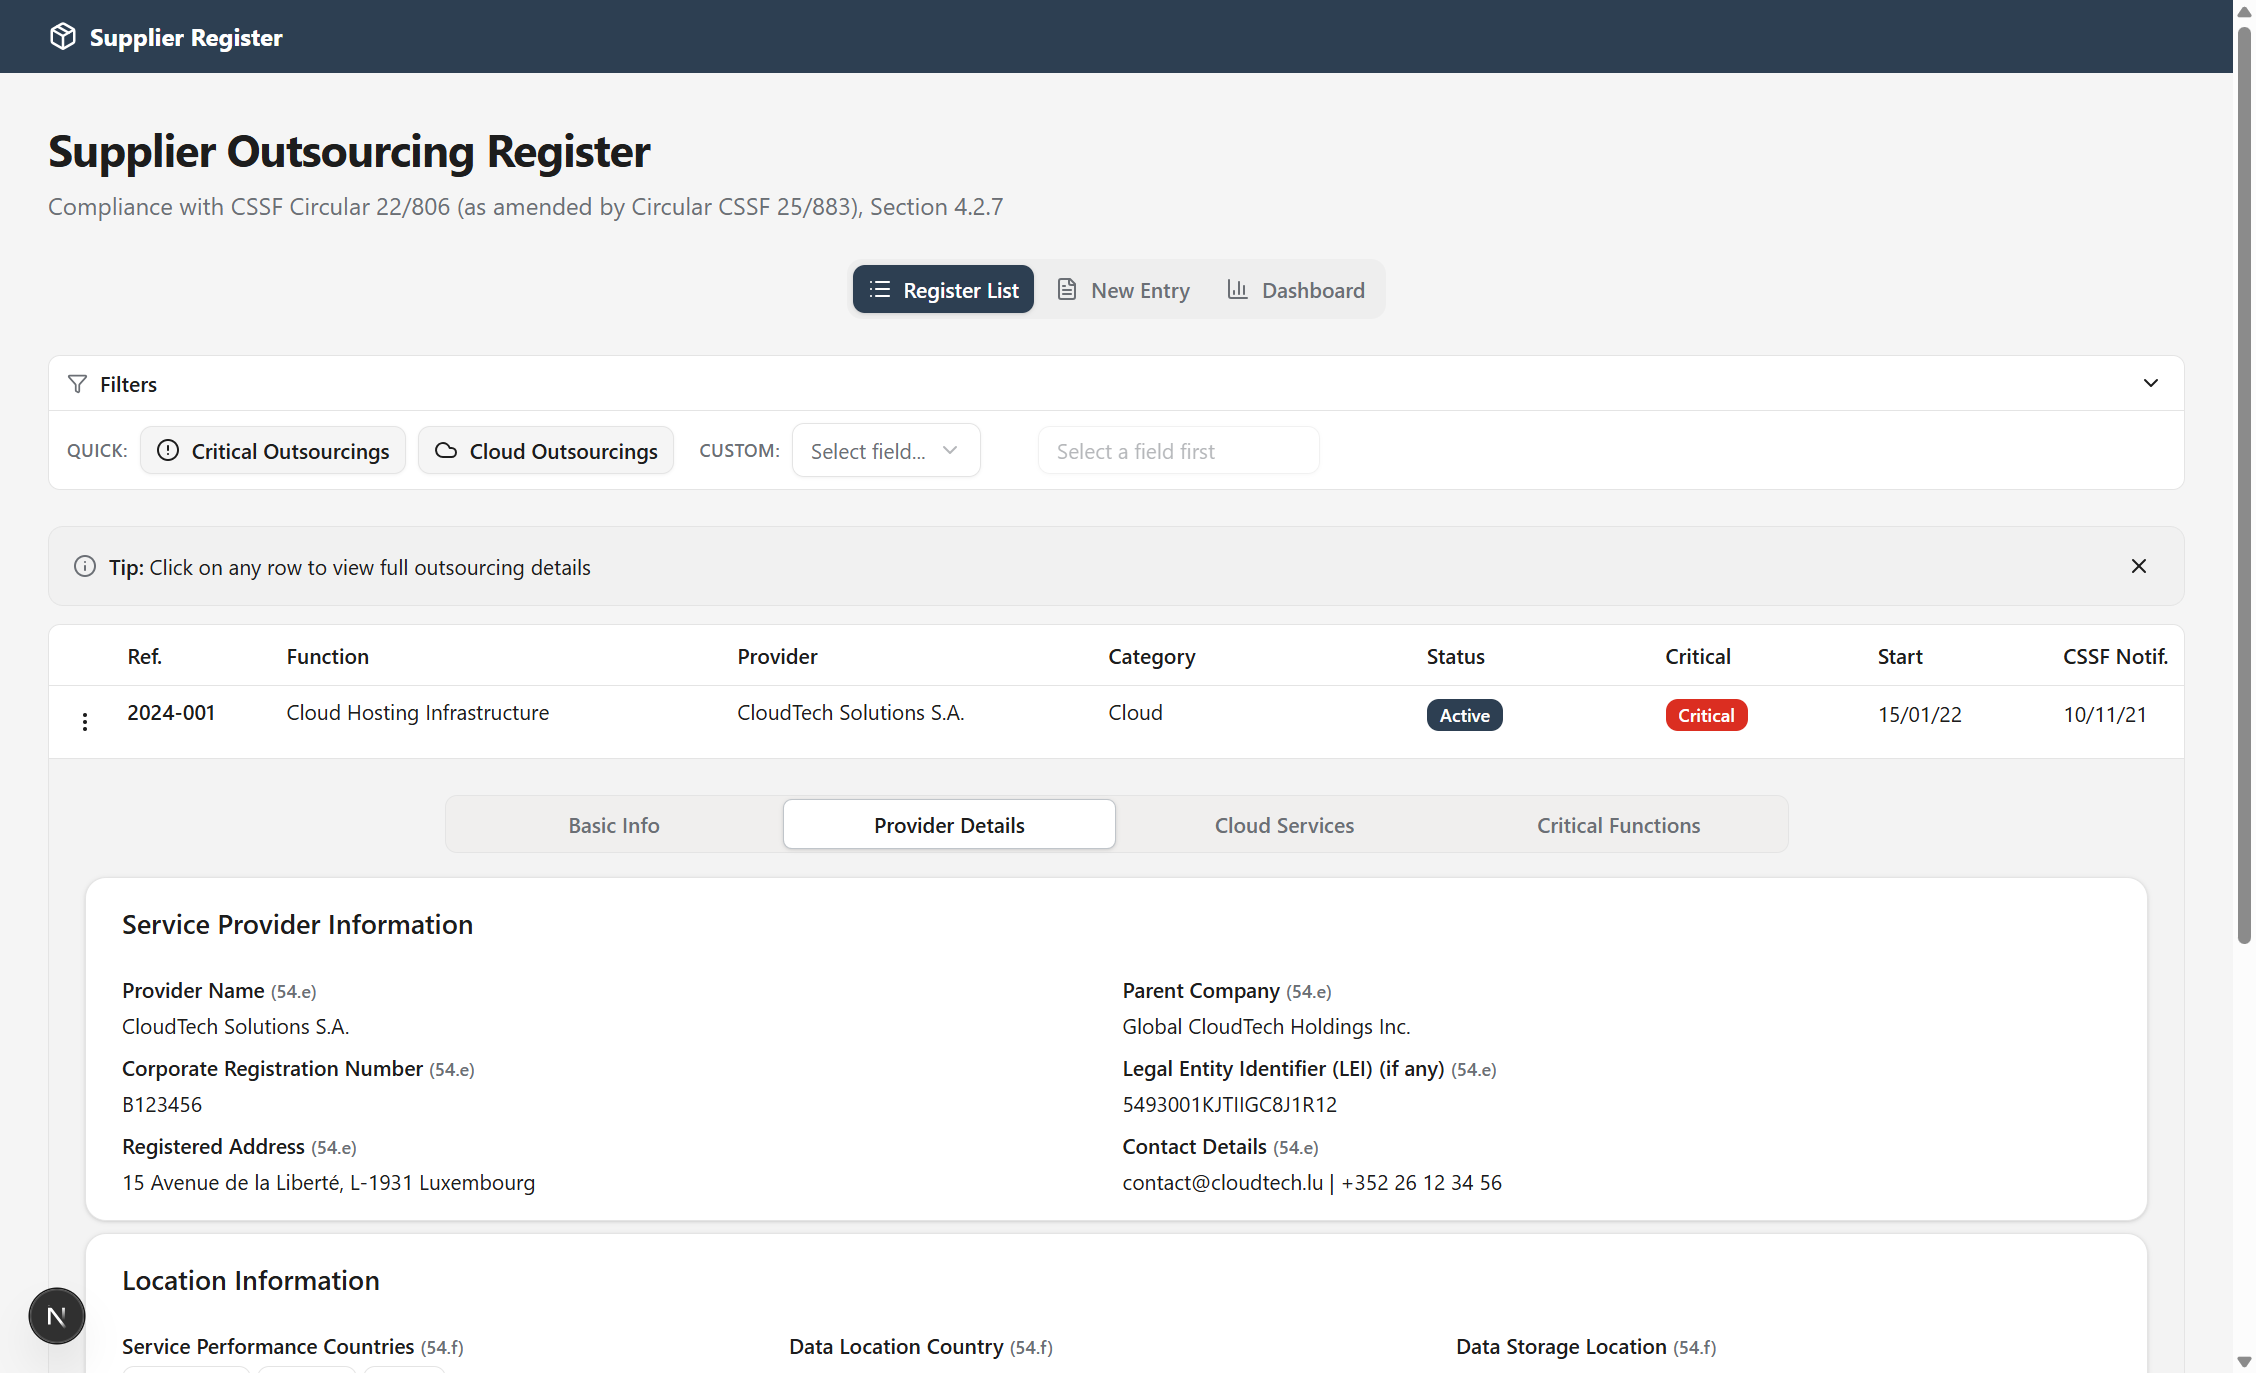 Supplier Register
Supplier Outsourcing Register
Compliance with CSSF Circular 22/806 (as amended by Circular CSSF 25/883), Section 4.2.7
Register List New Entry Dashboard
Filters
QUICK: Critical Outsourcings Cloud Outsourcings CUSTOM: Select field... Select a field first
Tip: Click on any row to view full outsourcing details
Ref. Function Provider Category Status Critical Start CSSF Notif.
2024-001 Cloud Hosting Infrastructure CloudTech Solutions S.A. Cloud Active Critical 15/01/22 10/11/21
Basic Info Provider Details Cloud Services Critical Functions
Service Provider Information
Provider Name (54.e) Parent Company (54.e)
CloudTech Solutions S.A. Global CloudTech Holdings Inc.
Corporate Registration Number (54.e) Legal Entity Identifier (LEI) (if any) (54.e)
B123456 5493001KJTIIGC8J1R12
Registered Address (54.e) Contact Details (54.e)
15 Avenue de la Liberté, L-1931 Luxembourg contact@cloudtech.lu | +352 26 12 34 56
Location Information
N
Service Performance Countries (54.f) Data Location Country (54.f) Data Storage Location (54.f)